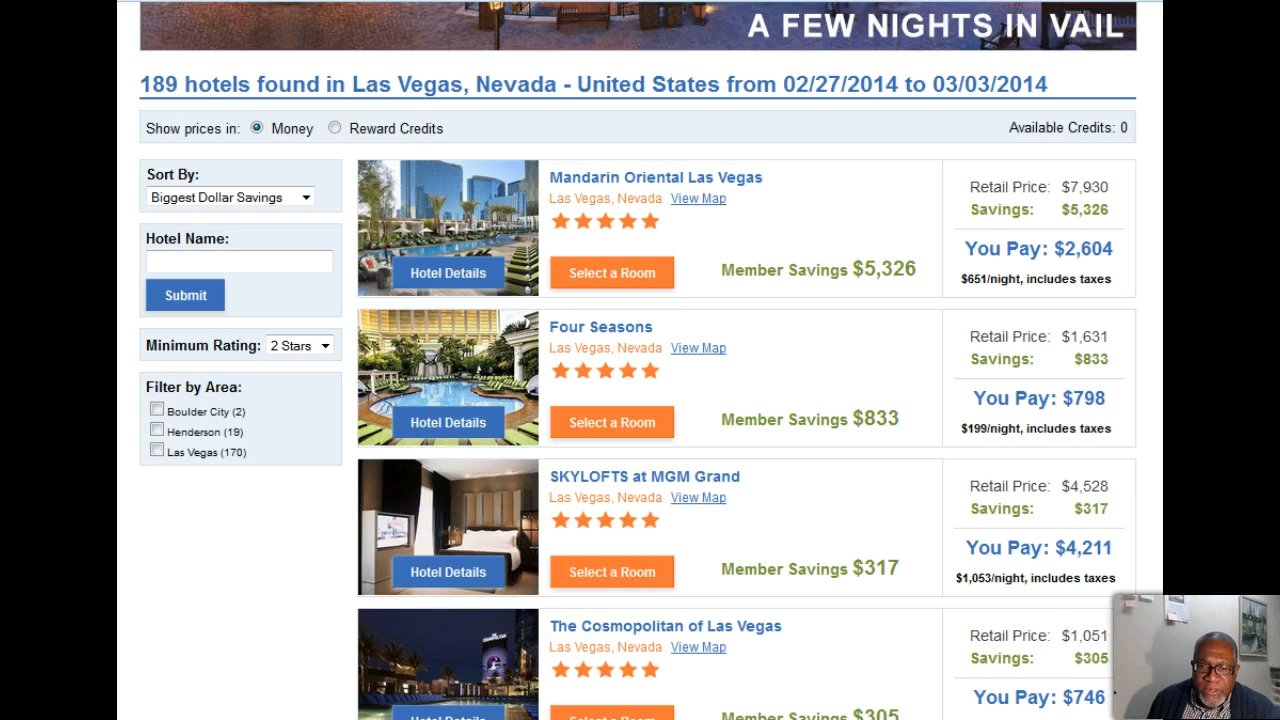 A FEW NIGHTS IN VAIL
189 hotels found in Las Vegas, Nevada - United States from 02/27/2014 to 03/03/2014
Show prices in: Money Reward Credits
Available Credits: 0
Sort By:
Biggest Dollar Savings
Hotel Name:
Submit
Minimum Rating: 2 Stars
Filter by Area:
Boulder City (2)
Henderson (19)
Las Vegas (170)
Mandarin Oriental Las Vegas
Las Vegas, Nevada View Map
Hotel Details
Select a Room
Member Savings $5,326
Retail Price: $7,930
Savings: $5,326
You Pay: $2,604
$651/night, includes taxes
Four Seasons
Las Vegas, Nevada View Map
Hotel Details
Select a Room
Member Savings $833
Retail Price: $1,631
Savings: $833
You Pay: $798
$199/night, includes taxes
SKYLOFTS at MGM Grand
Las Vegas, Nevada View Map
Hotel Details
Select a Room
Member Savings $317
Retail Price: $4,528
Savings: $317
You Pay: $4,211
$1,053/night, includes taxes
The Cosmopolitan of Las Vegas
Las Vegas, Nevada View Map
Hotel Details
Select a Room
Member Savings $305
Retail Price: $1,051
Savings: $305
You Pay: $746